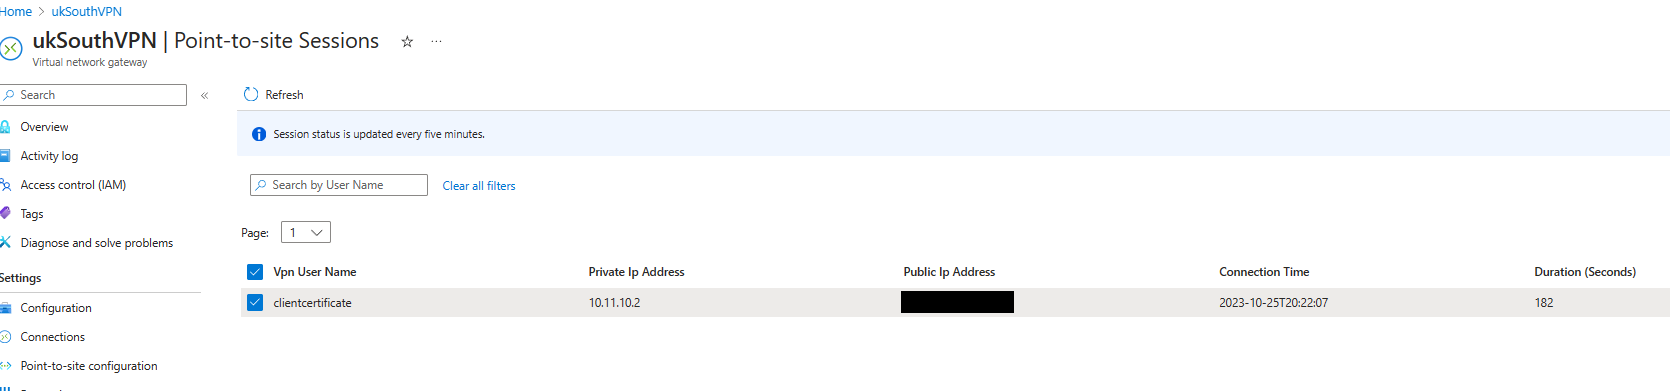 Home > ukSouthVPN
ukSouthVPN | Point-to-site Sessions
Virtual network gateway
Search
Refresh
Overview
Session status is updated every five minutes.
Activity log
Access control (IAM)
Search by User Name
Clear all filters
Tags
Page: 1
Diagnose and solve problems
Vpn User Name Private Ip Address Public Ip Address Connection Time Duration (Seconds)
Settings
clientcertificate 10.11.10.2 2023-10-25T20:22:07 182
Configuration
Connections
Point-to-site configuration